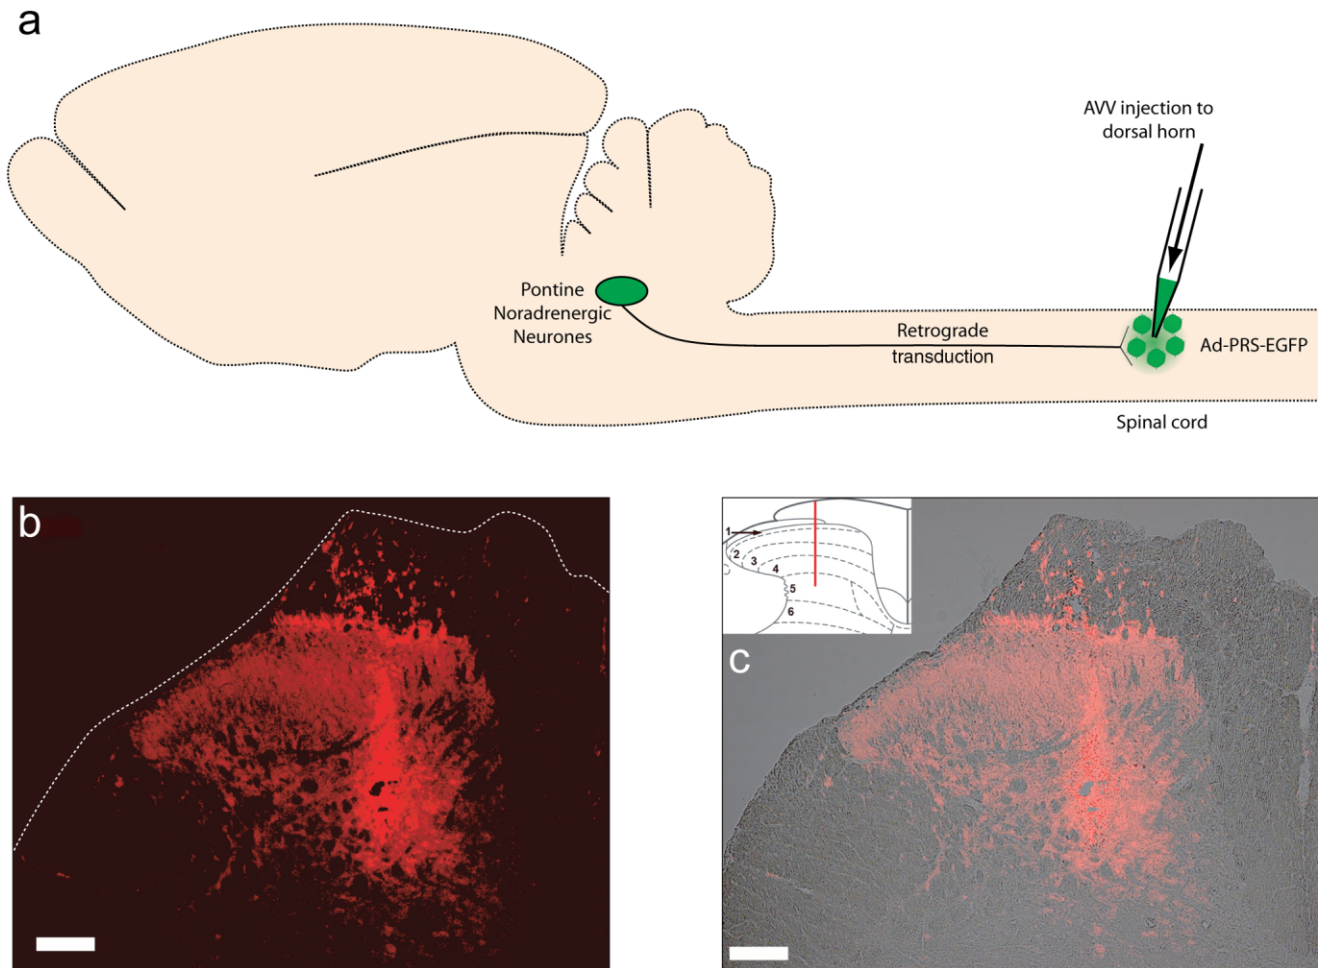 a
AVV injection to
dorsal horn
Pontine
Noradrenergic
Neurones
Retrograde
transduction
Ad-PRS-EGFP
Spinal cord
b
1
2
3
4
5
6
c